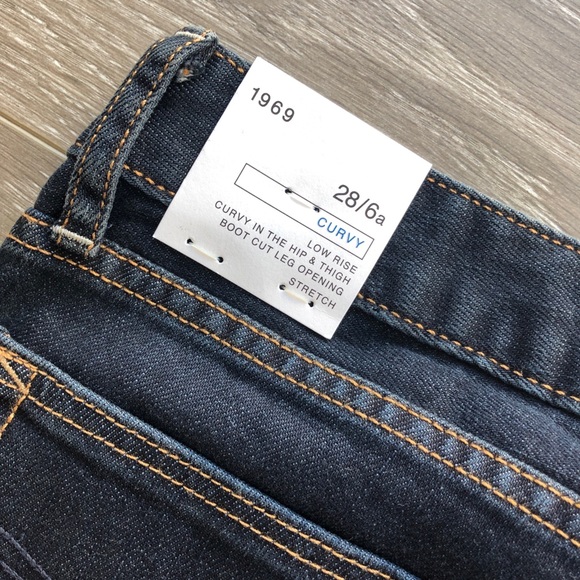 1969
28/6a
CURVY
LOW RISE
CURVY IN THE HIP & THIGH
BOOT CUT LEG OPENING
STRETCH